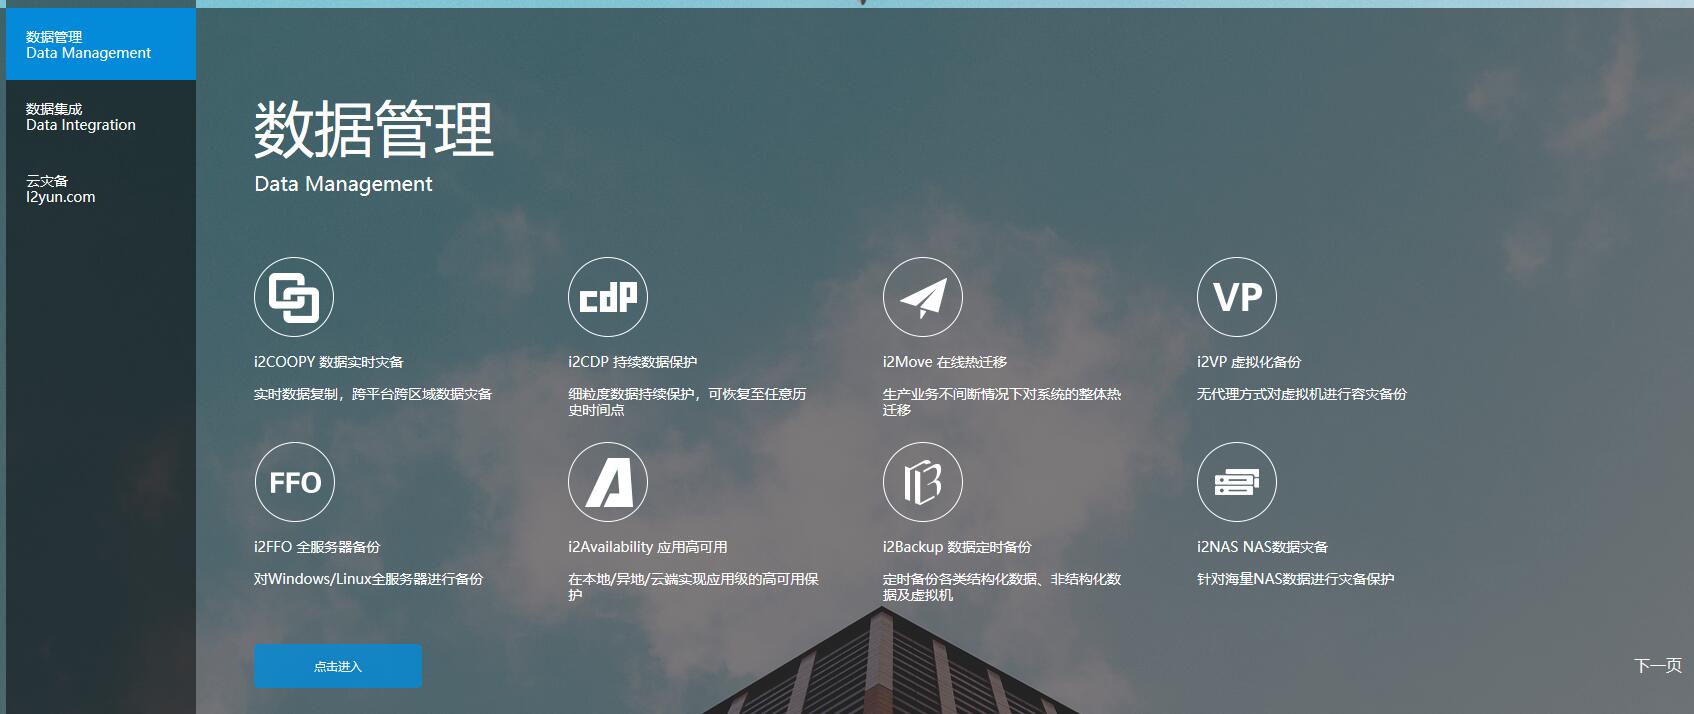 数据管理
Data Management
数据集成
Data Integration
云灾备
I2yun.com
数据管理
Data Management
cdp
VP
i2COOPY 数据实时灾备
i2CDP 持续数据保护
i2Move 在线热迁移
i2VP 虚拟化备份
实时数据复制，跨平台跨区域数据灾备
细粒度数据持续保护，可恢复至任意历
史时间点
生产业务不间断情况下对系统的整体热
迁移
无代理方式对虚拟机进行容灾备份
FFO
A
i2FFO 全服务器备份
i2Availability 应用高可用
i2Backup 数据定时备份
i2NAS NAS数据灾备
对Windows/Linux全服务器进行备份
在本地/异地/云端实现应用级的高可用保
护
定时备份各类结构化数据、非结构化数
据及虚拟机
针对海量NAS数据进行灾备保护
点击进入
下一页